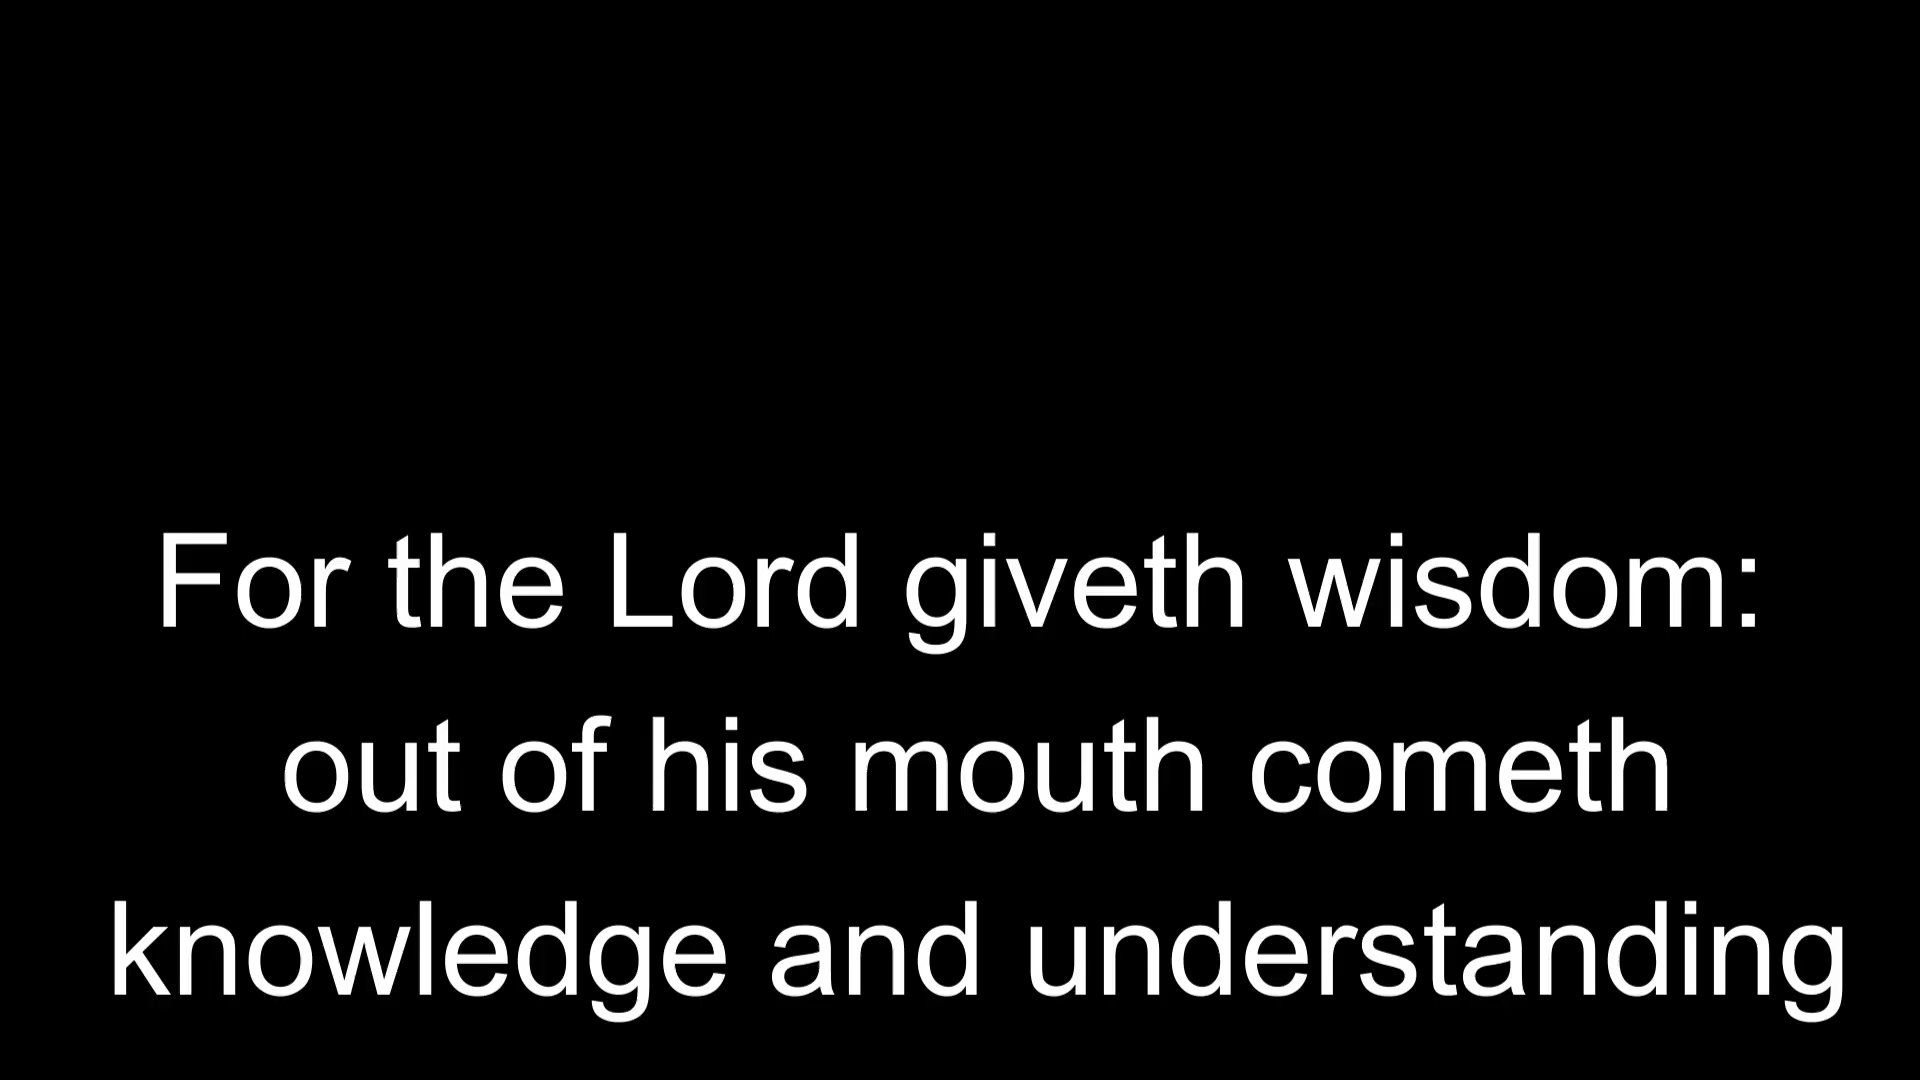 For the Lord giveth wisdom:
out of his mouth cometh
knowledge and understanding